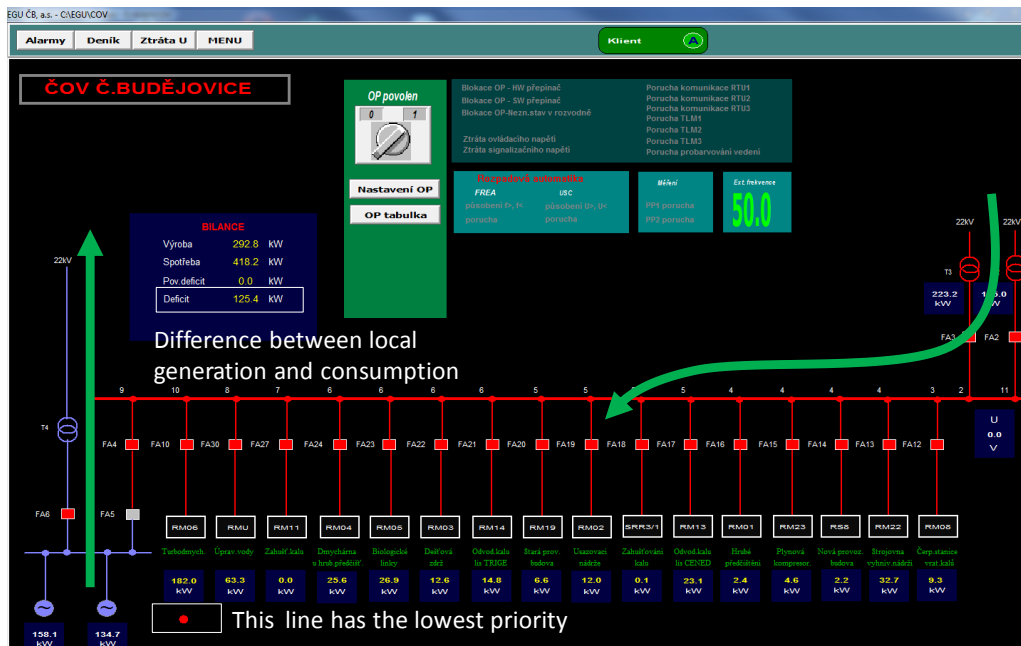 EGU ČB, a.s. - C:\EGU\COV
Alarmy Deník Ztráta U MENU
Klient A
ČOV Č.BUDĚJOVICE
OP povolen
0 1
Nastavení OP
OP tabulka
Blokace OP - HW přepinač
Blokace OP - SW přepinač
Blokace OP-Nezn.stav v rozvodně
Ztráta ovládacího napětí
Ztráta signalizačního napětí
Porucha komunikace RTU1
Porucha komunikace RTU2
Porucha komunikace RTU3
Porucha TLM1
Porucha TLM2
Porucha TLM3
Porucha probarvování vedení
Rozpadová automatika
FREA USC
působení f>, f< působení U>, U<
porucha porucha
Měření
PP1 porucha
PP2 porucha
Ext. frekvence
50.0
BILANCE
Výroba 292.8 kW
Spotřeba 418.2 kW
Pov.deficit 0.0 kW
Deficit 125.4 kW
Difference between local
generation and consumption
22kV
22kV 22kV
T3
223.2
kW
kW
FA3 FA2
9 10 8 7 6 6 6 5 5 5 4 4 4 3 2 11
T4
U
0.0
V
FA4 FA10 FA30 FA27 FA24 FA23 FA22 FA21 FA20 FA19 FA18 FA17 FA16 FA15 FA14 FA13 FA12
FA6 FA5
RM06 RMU RM11 RM04 RM05 RM03 RM14 RM19 RM02 SRR3/1 RM13 RM01 RM23 RS8 RM22 RM08
Turbodmych. Úprav.vody Zahušť.kalu Dmychárna Biologické Dešťová Odvod.kalu Stará prov. Usazovací Zahušťování Odvod.kalu Hrubé Plynová Nová provoz. Strojovna Čerp.stanice
u hrub.předčišť. linky zdrž lis TRIGE budova nádrže kalu lis CENED předčištění kompresor. budova vyhniv.nádrží vrat.kalů
182.0 63.3 0.0 25.6 26.9 12.6 14.8 6.6 12.0 0.1 23.1 2.4 4.6 2.2 32.7 9.3
kW kW kW kW kW kW kW kW kW kW kW kW kW kW kW kW
This line has the lowest priority
158.1 134.7
kW kW